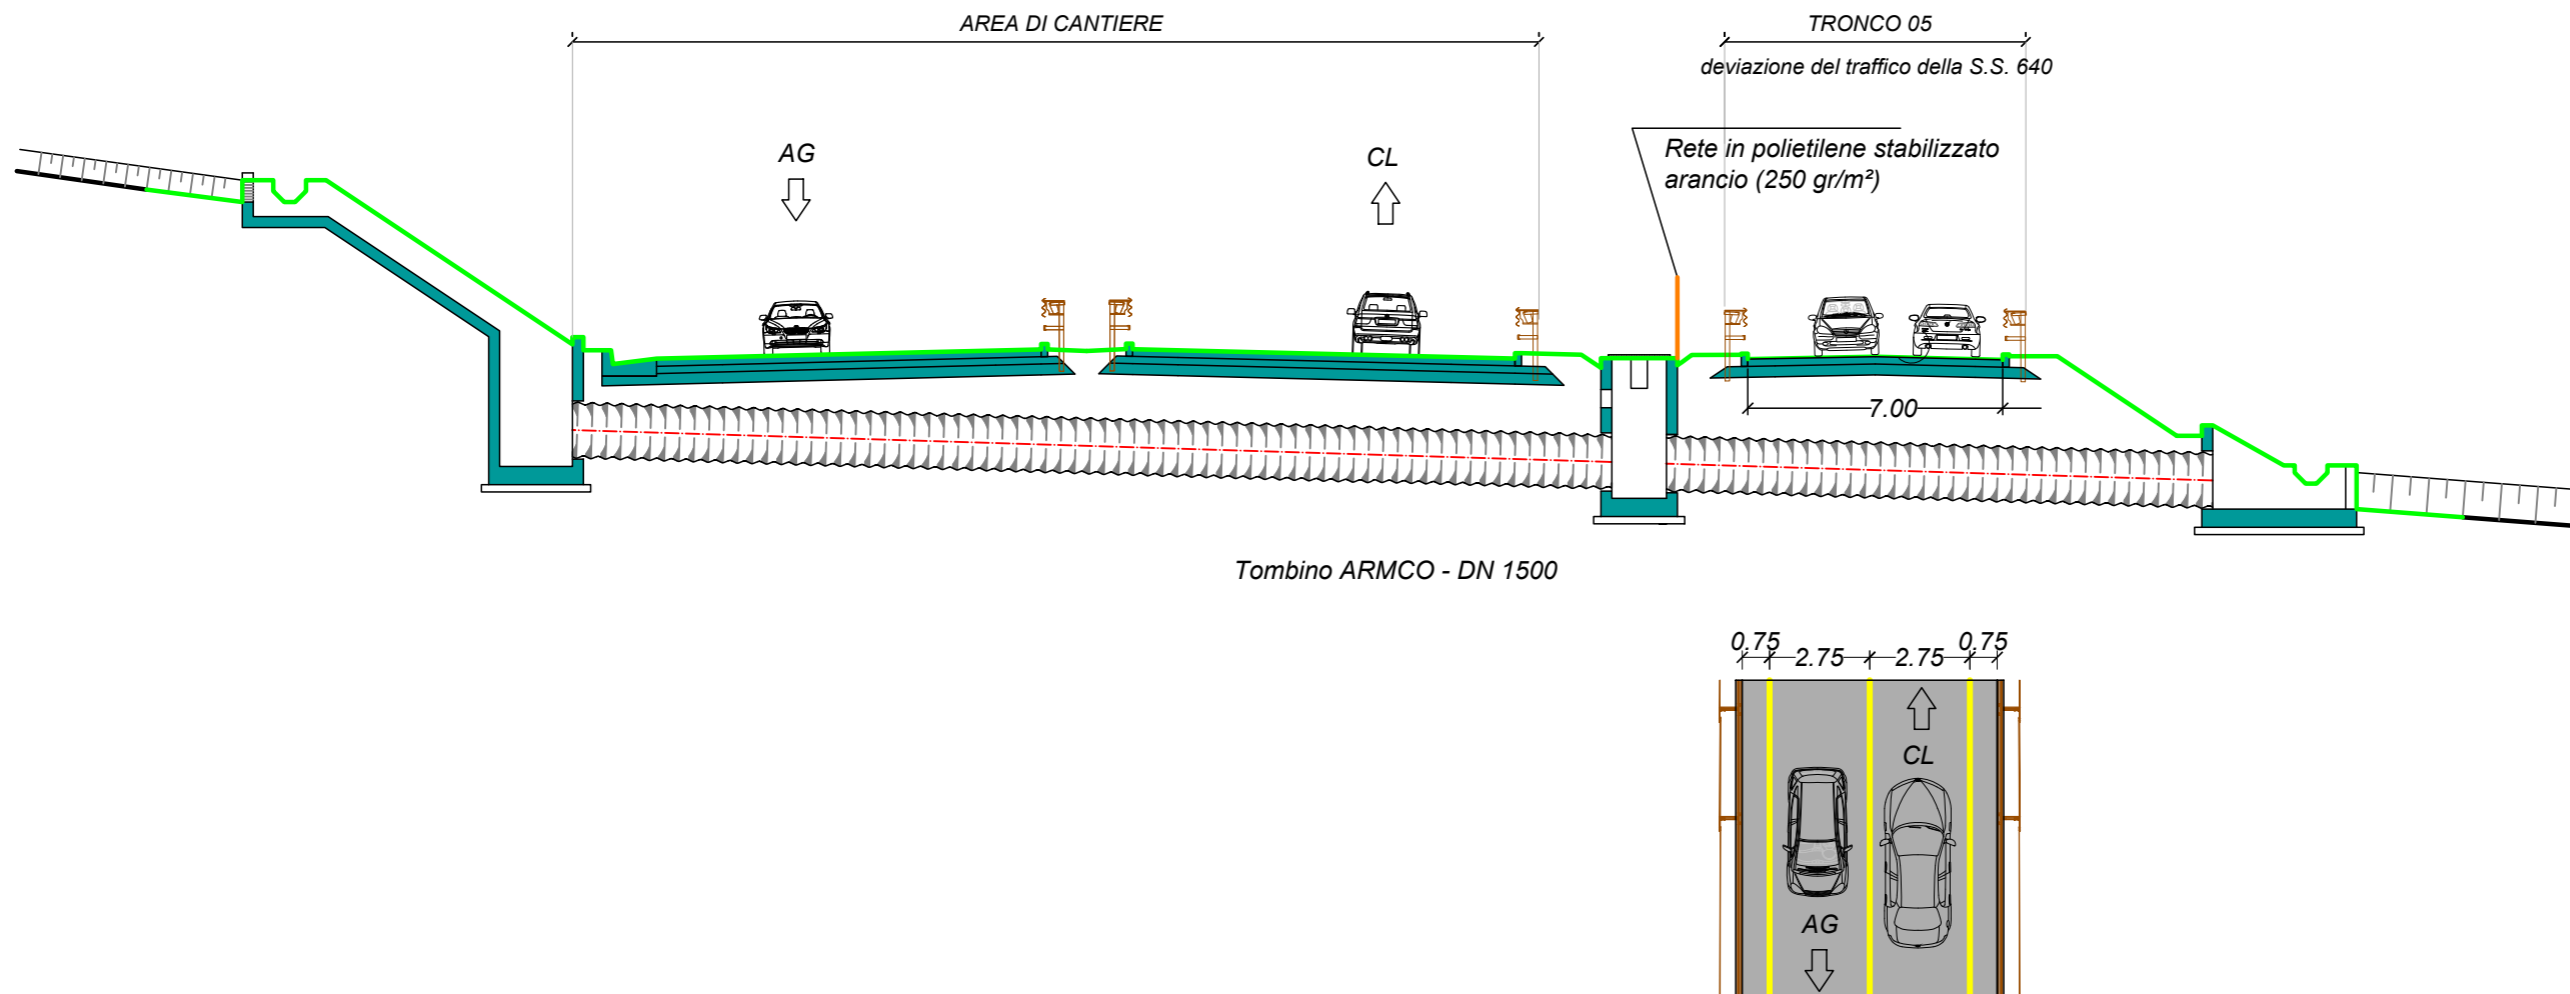 AREA DI CANTIERE
TRONCO 05
deviazione del traffico della S.S. 640
AG
CL
Rete in polietilene stabilizzato
arancio (250 gr/m²)
7.00
Tombino ARMCO - DN 1500
0.75
2.75
2.75
0.75
CL
AG